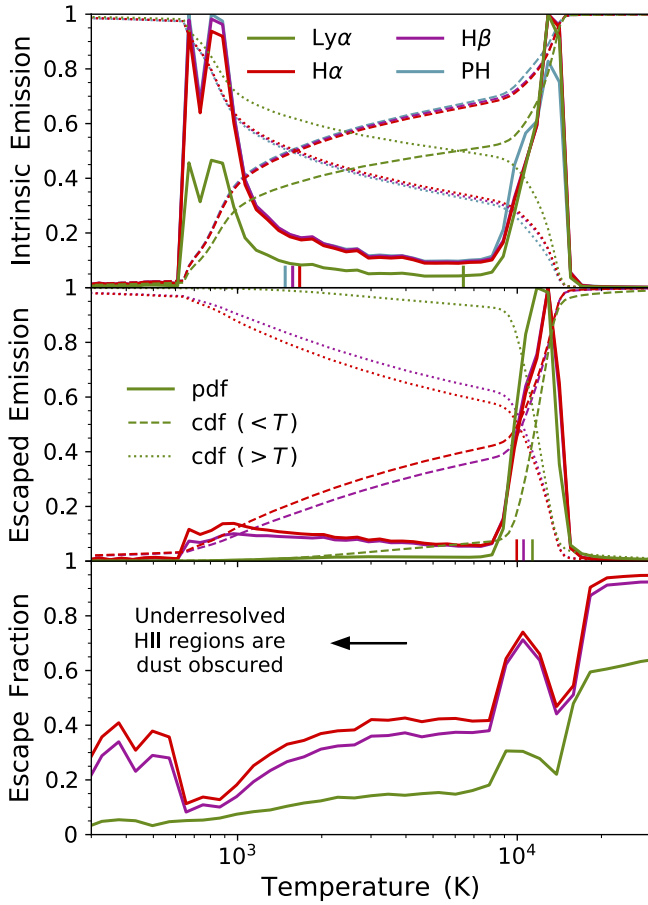 Lyα
Hβ
Hα
PH
Intrinsic Emission
1
0.8
0.6
0.4
0.2
Escaped Emission
1
0.8
0.6
0.4
0.2
pdf
cdf (< T)
cdf (> T)
Escape Fraction
1
0.8
0.6
0.4
0.2
0
Underresolved
HII regions are
dust obscured
10³
10⁴
Temperature (K)